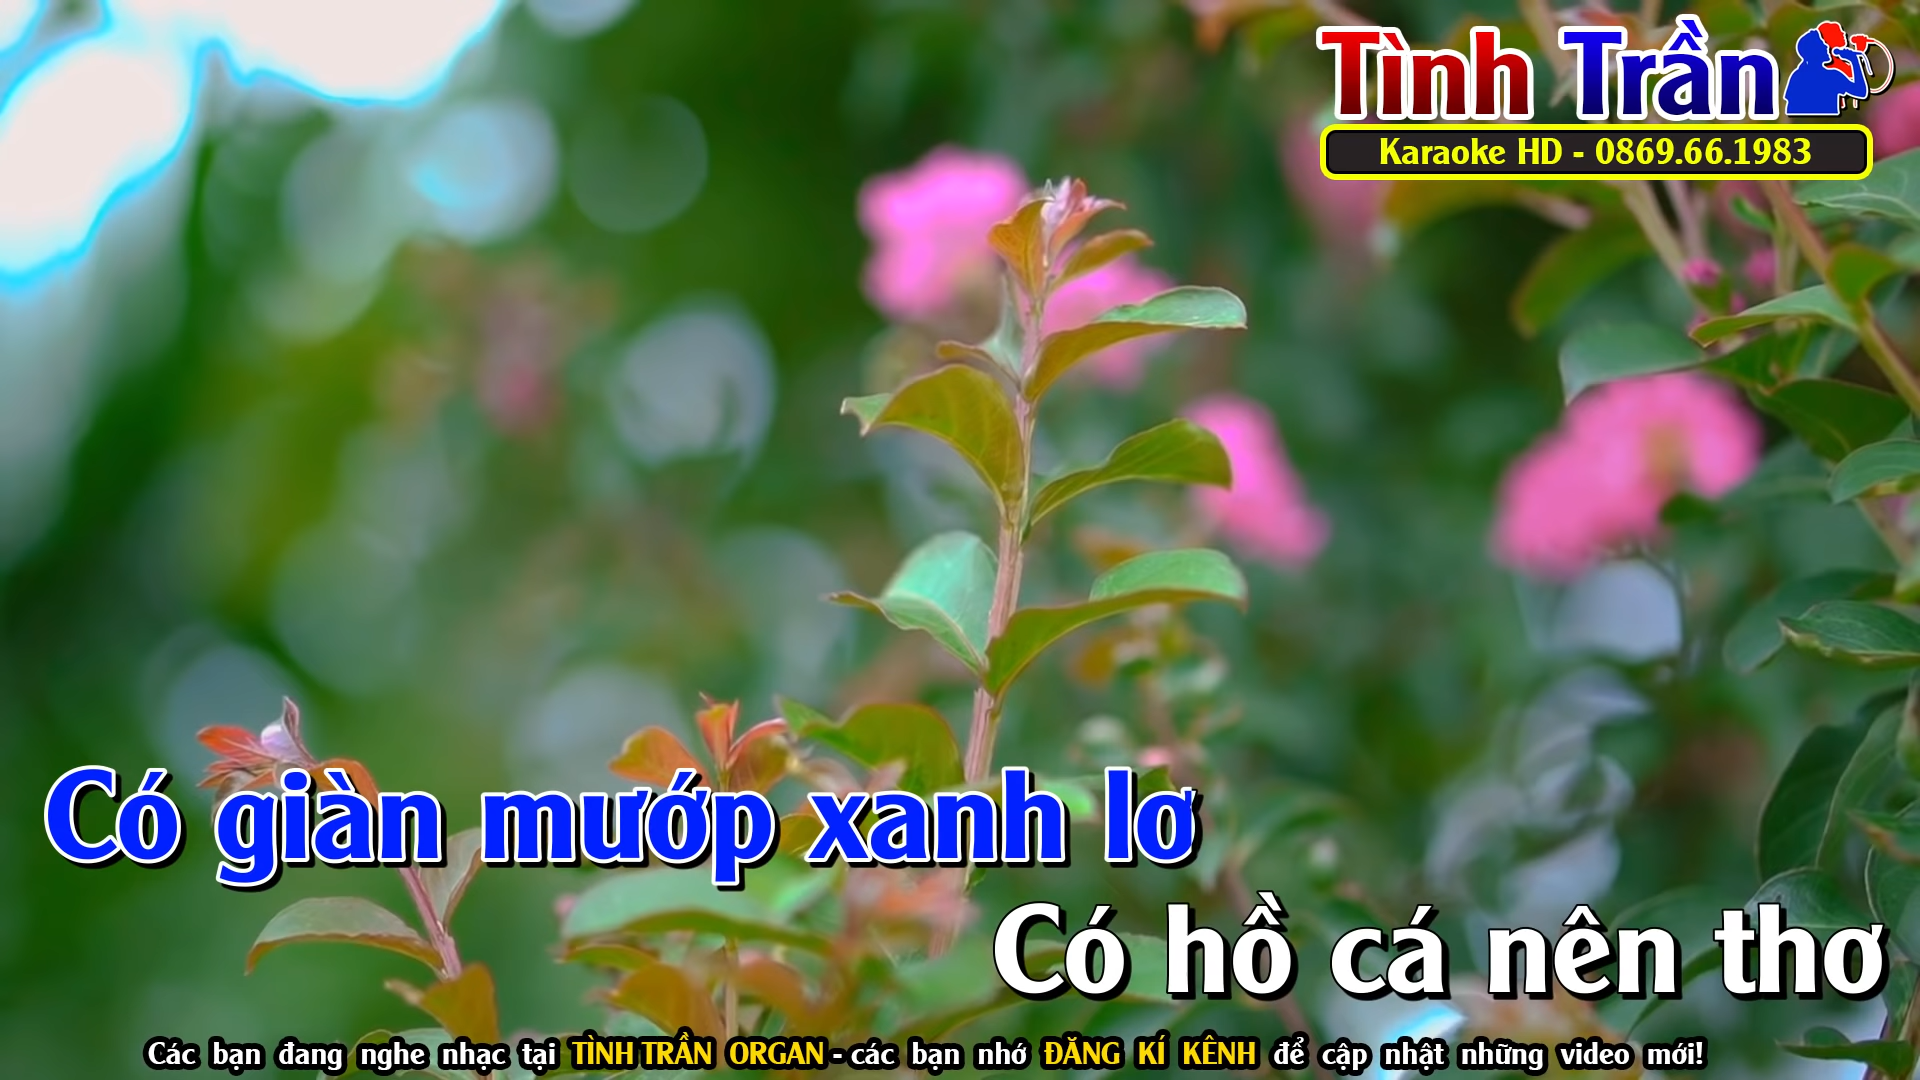 Tình Trần
Karaoke HD - 0869.66.1983
Có giàn mướp xanh lơ
Có hồ cá nên thơ
Các bạn đang nghe nhạc tại TÌNH TRẦN ORGAN - các bạn nhớ ĐĂNG KÍ KÊNH để cập nhật những video mới!